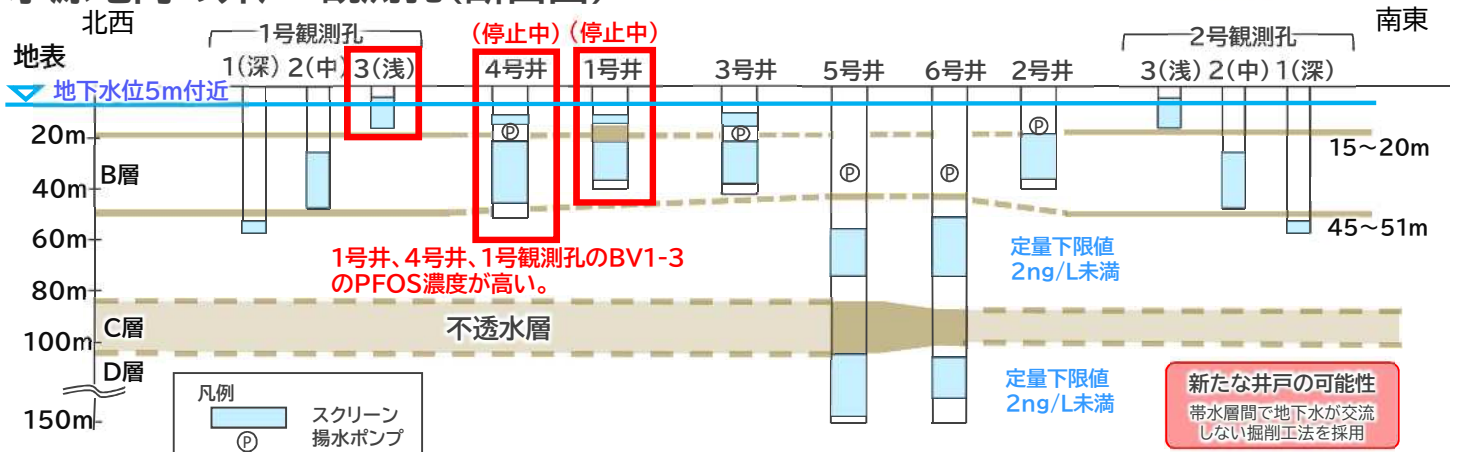 北西
南東
地表
1号観測孔
(停止中)
(停止中)
2号観測孔
1(深)
2(中)
3(浅)
4号井
1号井
3号井
5号井
6号井
2号井
3(浅)
2(中)
1(深)
地下水位5m付近
P
P
P
20m
15~20m
B層
P
P
40m
45~51m
60m
1号井、4号井、1号観測孔のBV1-3
のPFOS濃度が高い。
定量下限値
2ng/L未満
80m
C層
不透水層
100m
D層
定量下限値
2ng/L未満
新たな井戸の可能性
帯水層間で地下水が交流
しない掘削工法を採用
150m
凡例
スクリーン
P
揚水ポンプ